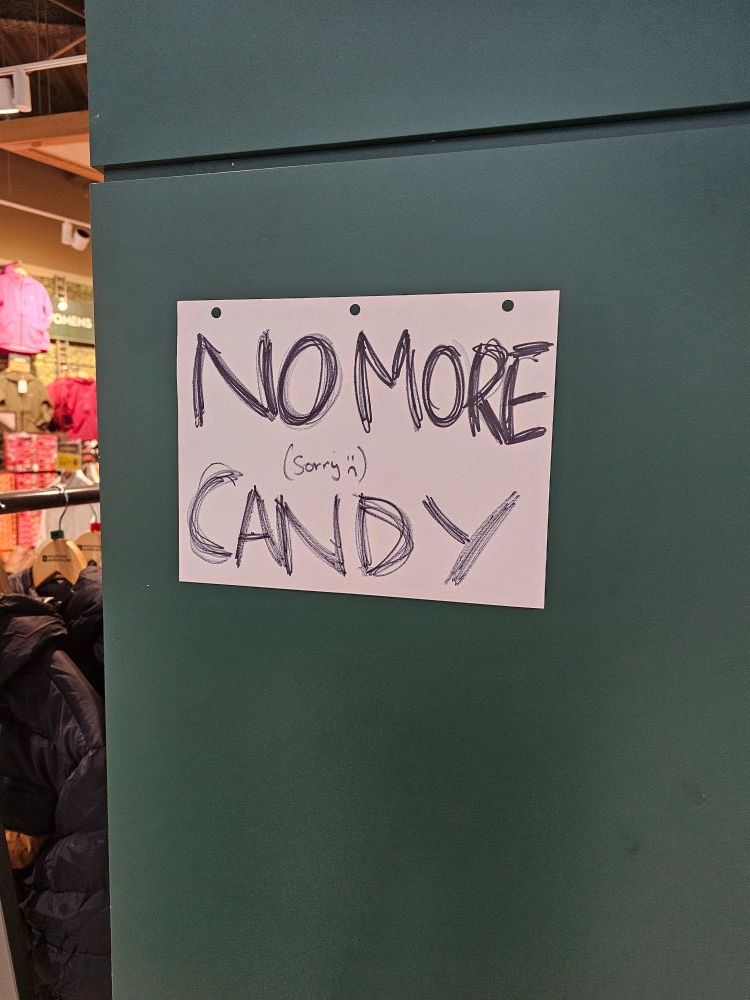 NO MORE
(sorry :()
CANDY